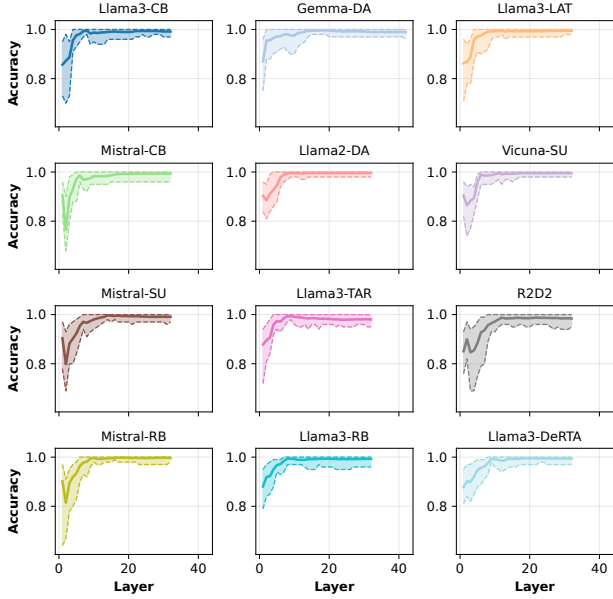 Llama3-CB Gemma-DA Llama3-LAT
1.0
0.8
Accuracy
Mistral-CB Llama2-DA Vicuna-SU
1.0
0.8
Accuracy
Mistral-SU Llama3-TAR R2D2
1.0
0.8
Accuracy
Mistral-RB Llama3-RB Llama3-DeRTA
1.0
0.8
Accuracy
0 20 40 0 20 40 0 20 40
Layer Layer Layer